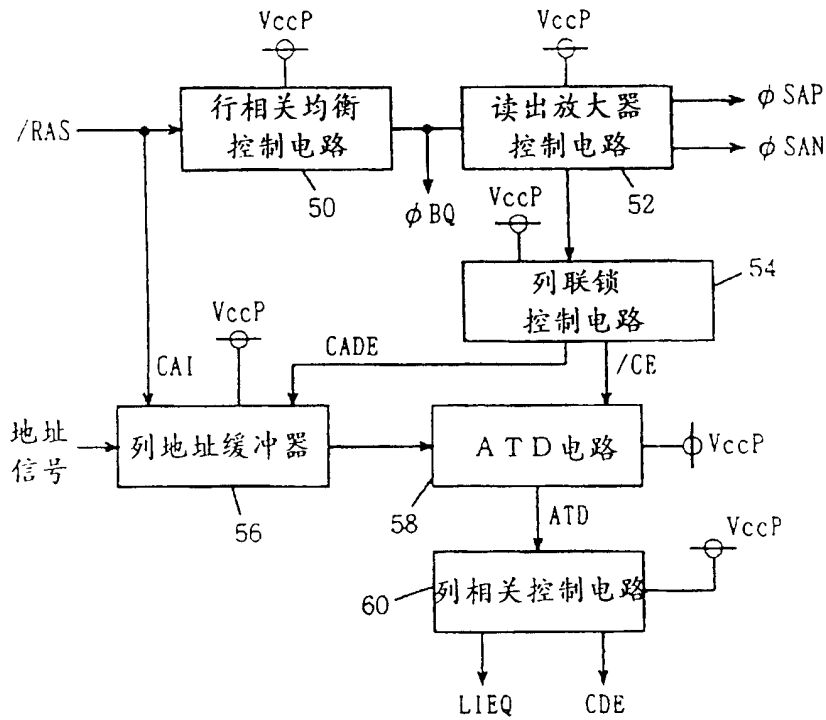 VccP
VccP
/RAS
行相关均衡
控制电路
读出放大器
控制电路
φSAP
φSAN
50
φBQ
52
VccP
列联锁
控制电路
54
VccP
CADE
/CE
CAI
地址
信号
列地址缓冲器
ATD电路
VccP
56
58
ATD
VccP
60
列相关控制电路
LIEQ
CDE